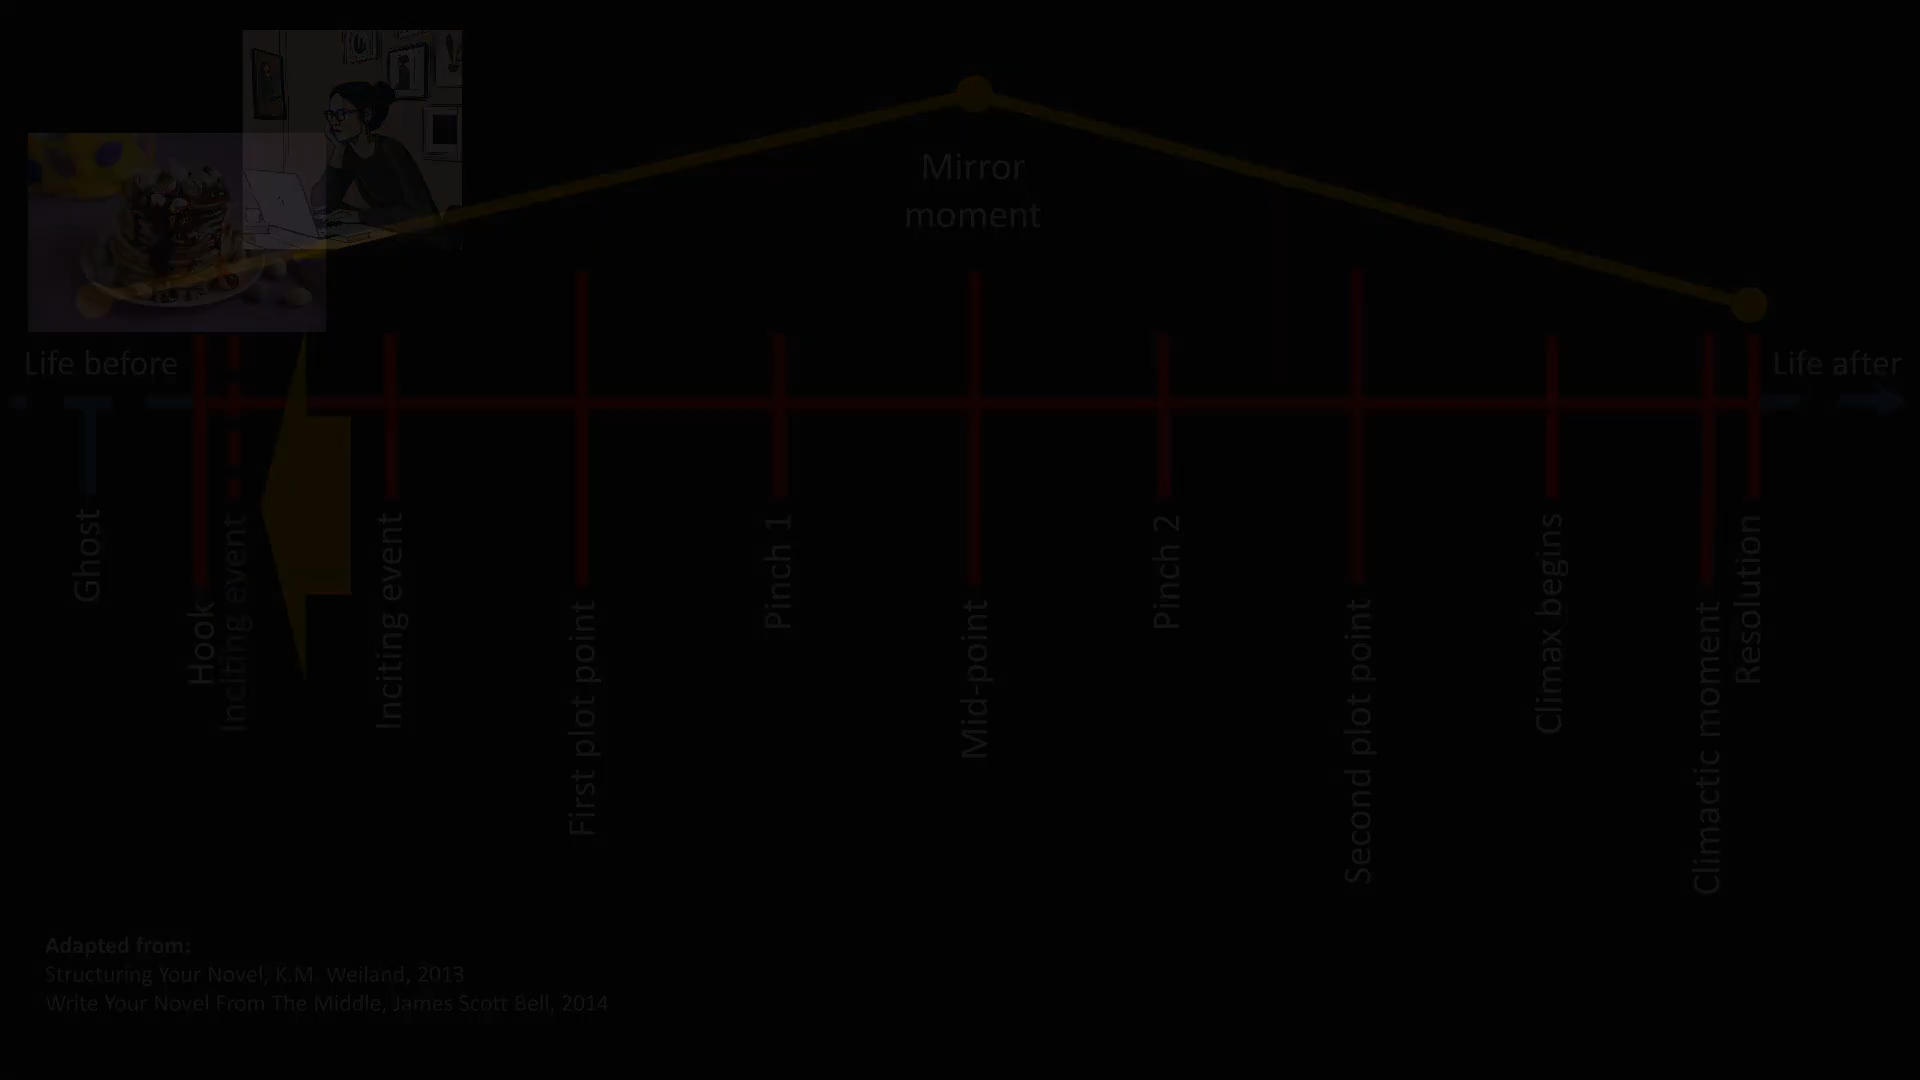 Mirror
moment
Life before
Life after
Ghost
Hook
Inciting event
Inciting event
First plot point
Pinch 1
Mid-point
Pinch 2
Second plot point
Climax begins
Climactic moment
Resolution
Adapted from:
Structuring Your Novel, K.M. Weiland, 2013
Write Your Novel From The Middle, James Scott Bell, 2014